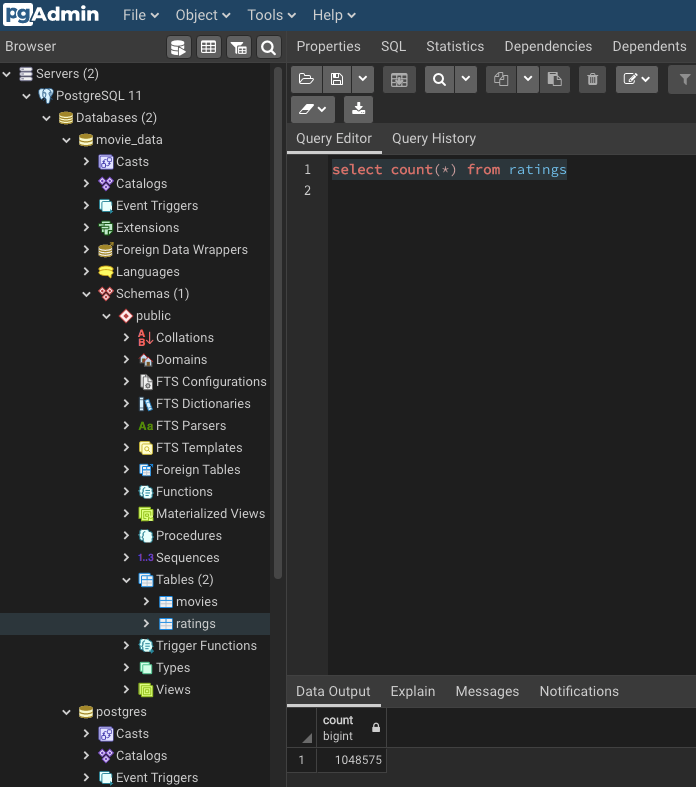 pgAdmin File Object Tools Help
Browser
Properties SQL Statistics Dependencies Dependents
Servers (2)
PostgreSQL 11
Databases (2)
movie_data
Casts
Catalogs
Event Triggers
Extensions
Foreign Data Wrappers
Languages
Schemas (1)
public
A
B
Collations
Domains
FTS Configurations
FTS Dictionaries
Aa FTS Parsers
FTS Templates
Foreign Tables
Functions
Materialized Views
Procedures
1..3 Sequences
Tables (2)
movies
ratings
Trigger Functions
Types
Views
postgres
Casts
Catalogs
Event Triggers
Query Editor Query History
1 select count(*) from ratings
2
Data Output Explain Messages Notifications
count
bigint
1 1048575